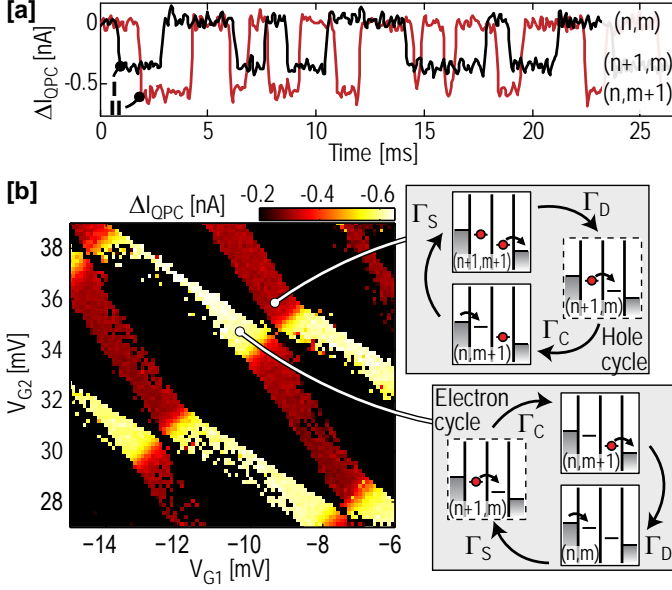 [a]
ΔI_QPC [nA]
0
-0.5
(n,m)
(n+1,m)
(n,m+1)
I
II
0 5 10 15 20 25
Time [ms]
[b]
ΔI_QPC [nA] -0.2 -0.4 -0.6
V_G2 [mV]
38
36
34
32
30
28
−14 −12 −10 −8 −6
V_G1 [mV]
Γ_S
Γ_D
(n+1,m+1)
(n+1,m)
(n,m+1)
Γ_C
Hole
cycle
Electron
cycle
Γ_C
(n,m+1)
(n+1,m)
(n,m)
Γ_S
Γ_D